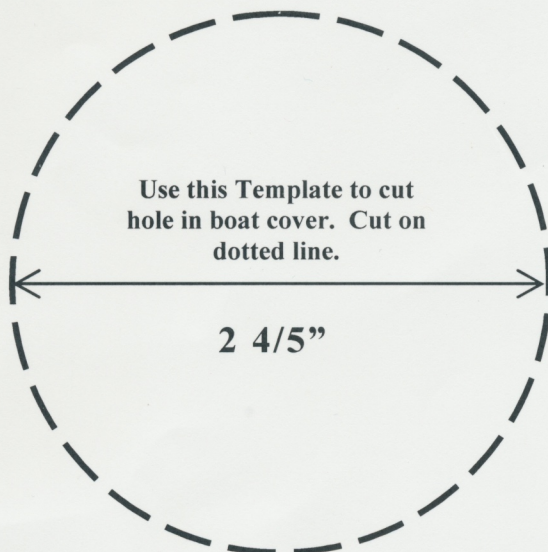 Use this Template to cut
hole in boat cover.  Cut on
dotted line.
2 4/5”